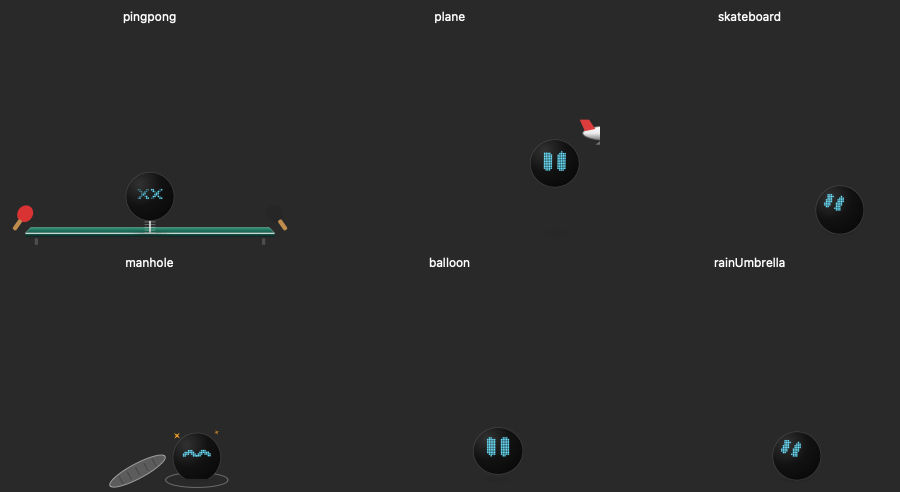 pingpong
plane
skateboard
manhole
balloon
rainUmbrella